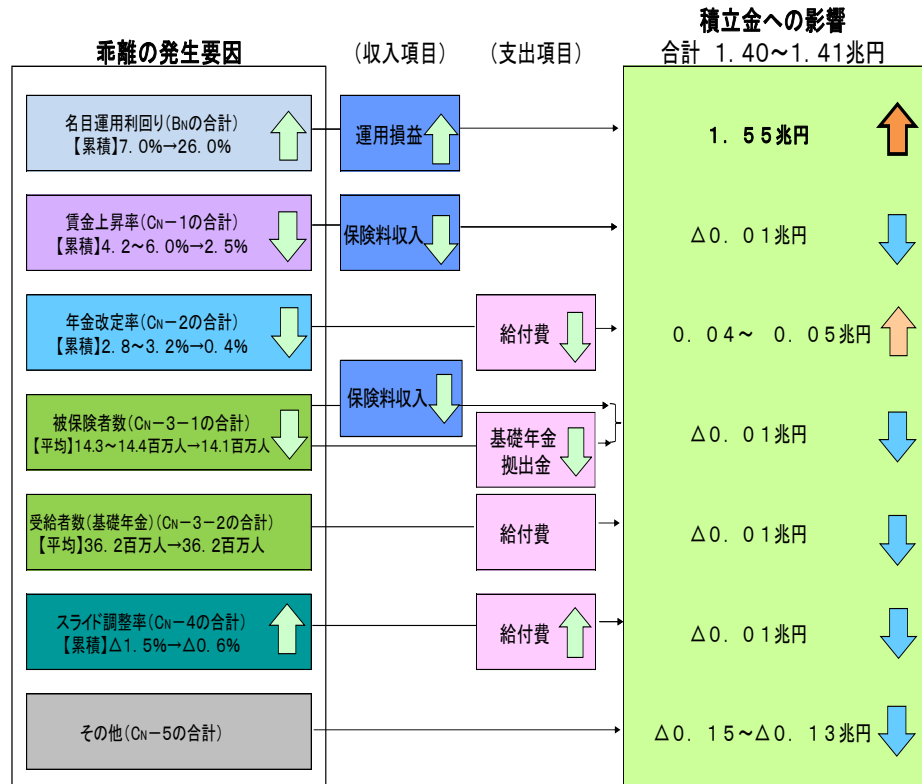 積立金への影響
乖離の発生要因
(収入項目)
(支出項目)
合計 1.40~1.41兆円
名目運用利回り(BNの合計)
【累積】7.0%→26.0%
運用損益
1.55兆円
賃金上昇率(CN-1の合計)
【累積】4.2~6.0%→2.5%
保険料収入
Δ0.01兆円
年金改定率(CN-2の合計)
【累積】2.8~3.2%→0.4%
給付費
0.04~ 0.05兆円
保険料収入
被保険者数(CN-3-1の合計)
【平均】14.3~14.4百万人→14.1百万人
基礎年金
拠出金
Δ0.01兆円
受給者数(基礎年金)(CN-3-2の合計)
【平均】36.2百万人→36.2百万人
給付費
Δ0.01兆円
スライド調整率(CN-4の合計)
【累積】Δ1.5%→Δ0.6%
給付費
Δ0.01兆円
その他(CN-5の合計)
Δ0.15~Δ0.13兆円